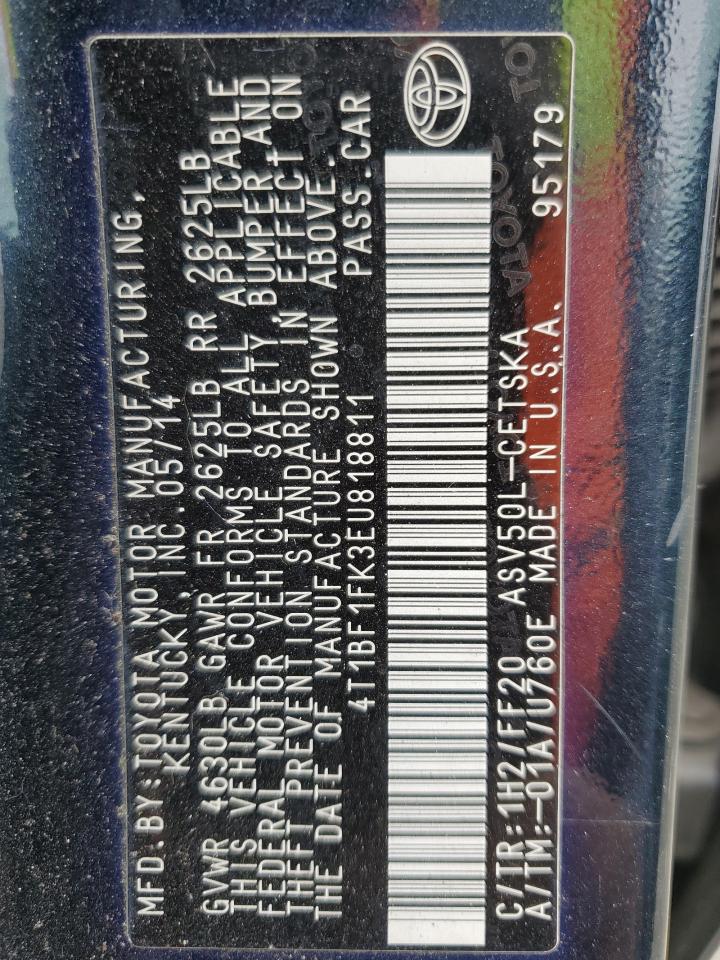 MFD.BY:TOYOTA MOTOR MANUFACTURING,
KENTUCKY, INC. 05/14
GVWR 4630LB GAWR FR 2625LB RR 2625LB
THIS VEHICLE CONFORMS TO ALL APPLICABLE
FEDERAL MOTOR VEHICLE SAFETY, BUMPER AND
THEFT PREVENTION STANDARDS IN EFFECT ON
THE DATE OF MANUFACTURE SHOWN ABOVE.
4T1BF1FK3EU818811 PASS.CAR
C/TR:1H2/FF20 ASV50L-CETSKA 95179
A/TM:-01A/U760E MADE IN U.S.A.
TOYOTA